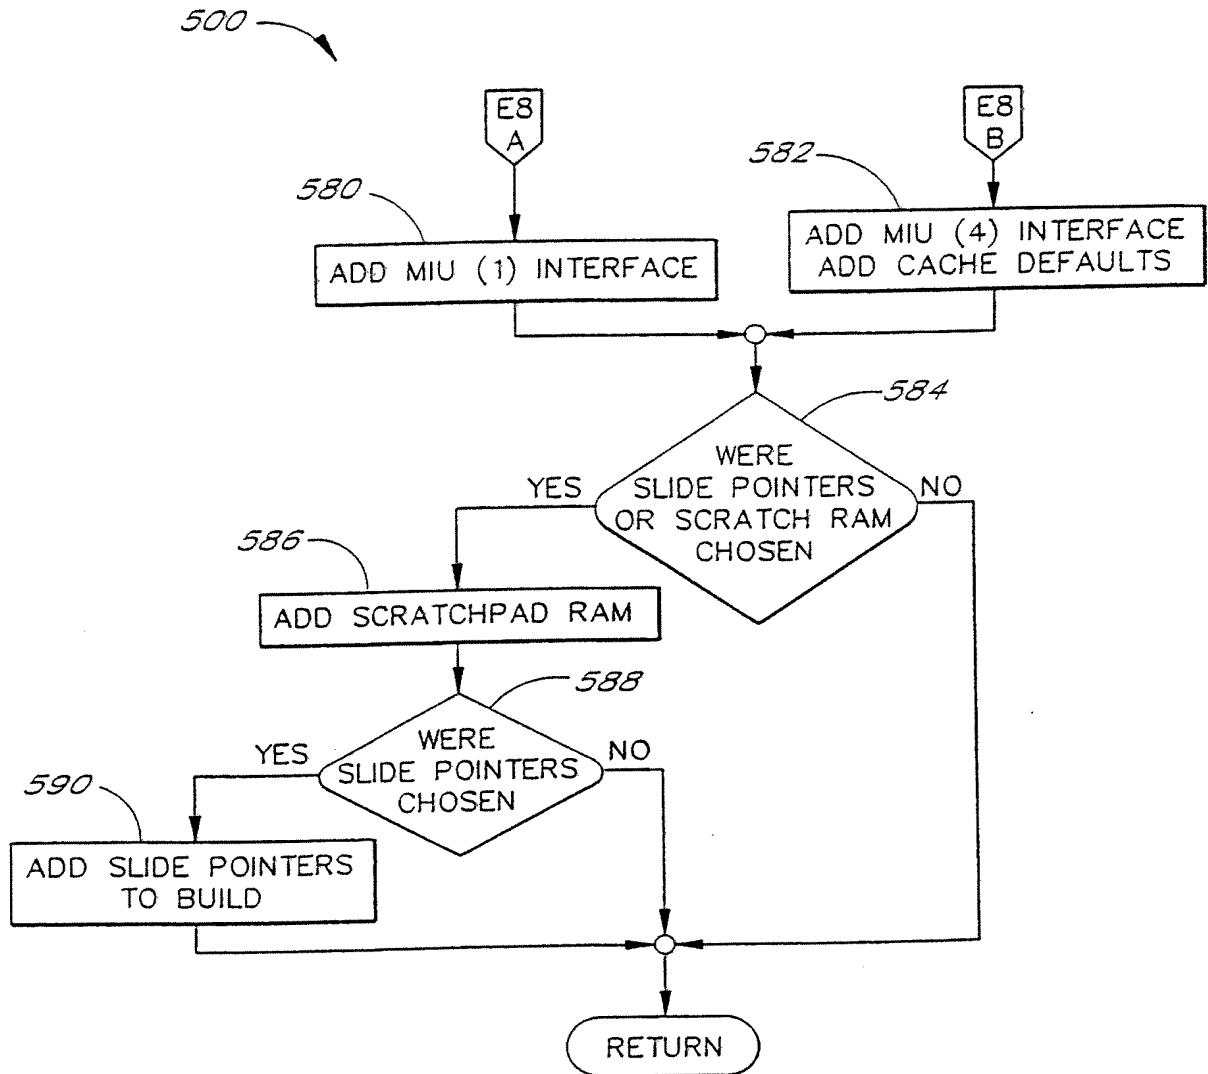 500
E8
A
E8
B
580
582
ADD MIU (1) INTERFACE
ADD MIU (4) INTERFACE
ADD CACHE DEFAULTS
584
WERE
SLIDE POINTERS
OR SCRATCH RAM
CHOSEN
YES
NO
586
ADD SCRATCHPAD RAM
588
WERE
SLIDE POINTERS
CHOSEN
YES
NO
590
ADD SLIDE POINTERS
TO BUILD
RETURN